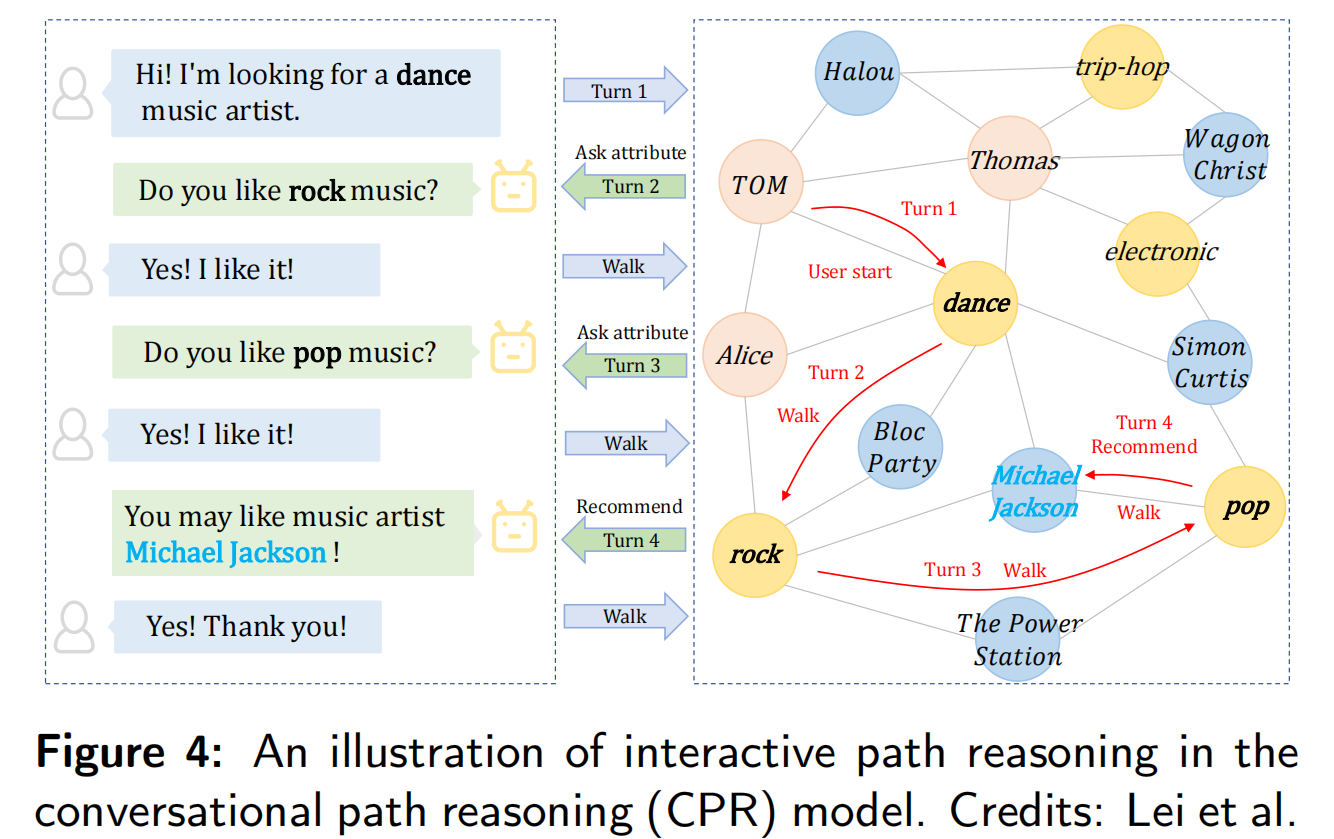 Hi! I'm looking for a dance
music artist.
Turn 1
Ask attribute
Do you like rock music?
Turn 2
Yes! I like it!
Walk
Ask attribute
Do you like pop music?
Turn 3
Yes! I like it!
Walk
You may like music artist
Michael Jackson !
Recommend
Turn 4
Yes! Thank you!
Walk
Halou
trip-hop
Wagon
Christ
Thomas
TOM
Turn 1
User start
electronic
dance
Alice
Simon
Curtis
Turn 2
Walk
Bloc
Party
Turn 4
Recommend
Michael
Jackson
Walk
pop
rock
Turn 3 Walk
The Power
Station
Figure 4: An illustration of interactive path reasoning in the
conversational path reasoning (CPR) model. Credits: Lei et al.